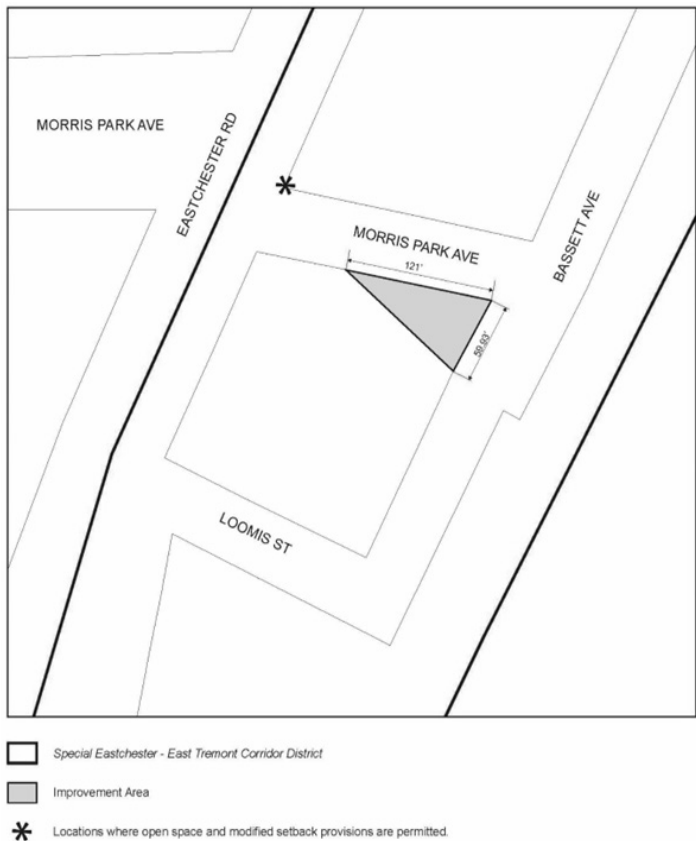 MORRIS PARK AVE
EASTCHESTER RD
MORRIS PARK AVE
121'
BASSETT AVE
59.93'
LOOMIS ST
Special Eastchester - East Tremont Corridor District
Improvement Area
* Locations where open space and modified setback provisions are permitted.